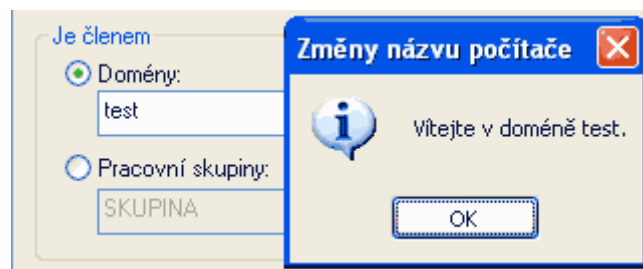 Je členem
Domény:
test
Pracovní skupiny:
SKUPINA
Změny názvu počítače
Vítejte v doméně test.
OK